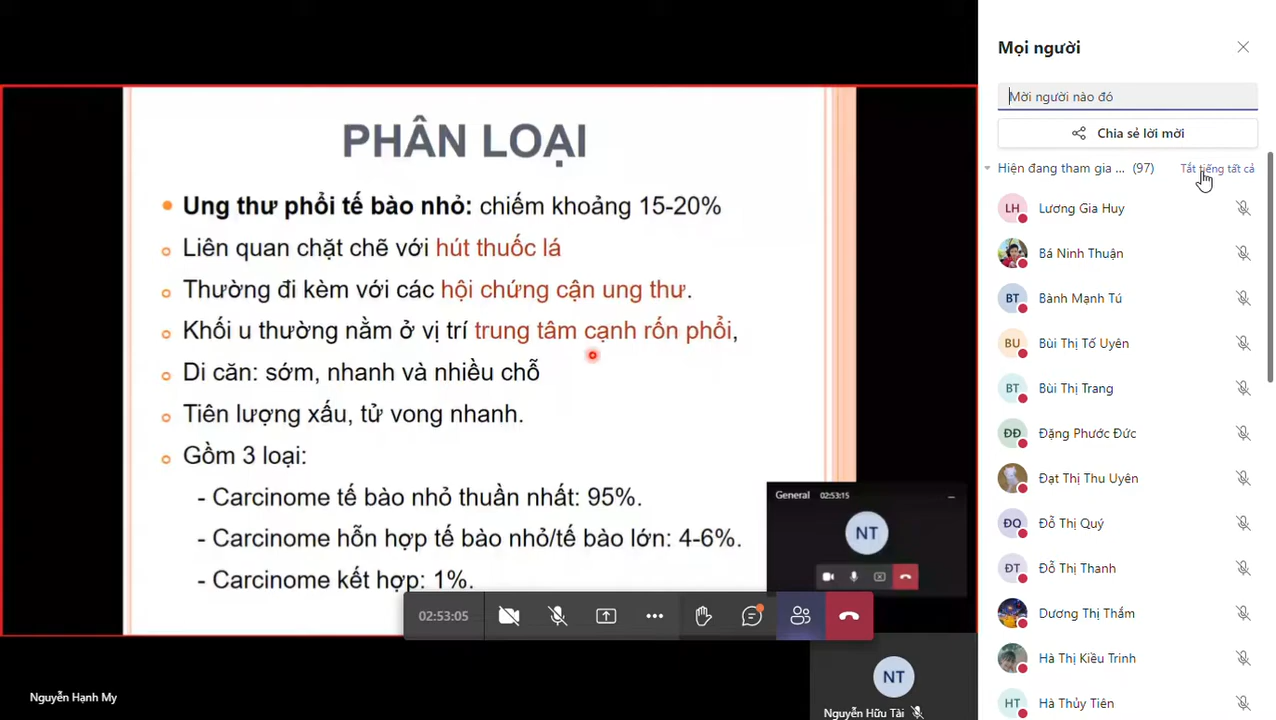 PHÂN LOẠI
Ung thư phổi tế bào nhỏ: chiếm khoảng 15-20%
Liên quan chặt chẽ với hút thuốc lá
Thường đi kèm với các hội chứng cận ung thư.
Khối u thường nằm ở vị trí trung tâm cạnh rốn phổi,
Di căn: sớm, nhanh và nhiều chỗ
Tiên lượng xấu, tử vong nhanh.
Gồm 3 loại:
- Carcinome tế bào nhỏ thuần nhất: 95%.
- Carcinome hỗn hợp tế bào nhỏ/tế bào lớn: 4-6%.
- Carcinome kết hợp: 1%.
General 02:53:15
NT
02:53:05
NT
Nguyễn Hữu Tài
Nguyễn Hạnh My
Mọi người
Mời người nào đó
Chia sẻ lời mời
Hiện đang tham gia ... (97) Tắt tiếng tất cả
LH Lương Gia Huy
Bá Ninh Thuận
BT Bành Mạnh Tú
BU Bùi Thị Tố Uyên
BT Bùi Thị Trang
ĐĐ Đặng Phước Đức
Đạt Thị Thu Uyên
ĐQ Đỗ Thị Quý
ĐT Đỗ Thị Thanh
Dương Thị Thắm
Hà Thị Kiều Trinh
HT Hà Thủy Tiên